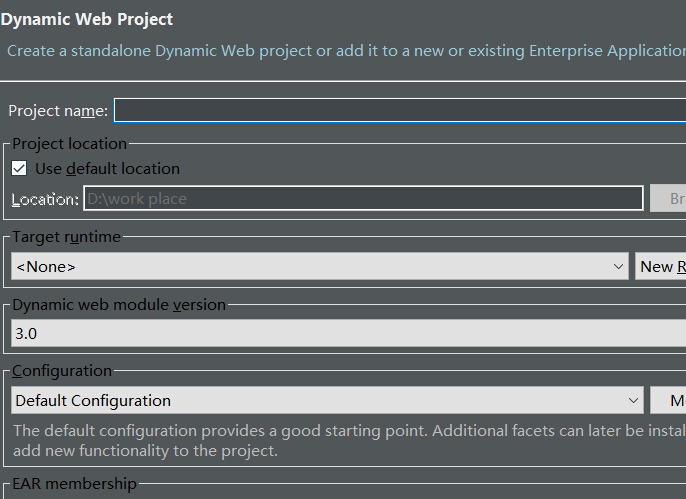 Dynamic Web Project
Create a standalone Dynamic Web project or add it to a new or existing Enterprise Application
Project name:
Project location
Use default location
Location: D:\work place Br
Target runtime
<None> New R
Dynamic web module version
3.0
Configuration
Default Configuration M
The default configuration provides a good starting point. Additional facets can later be instal
add new functionality to the project.
EAR membership